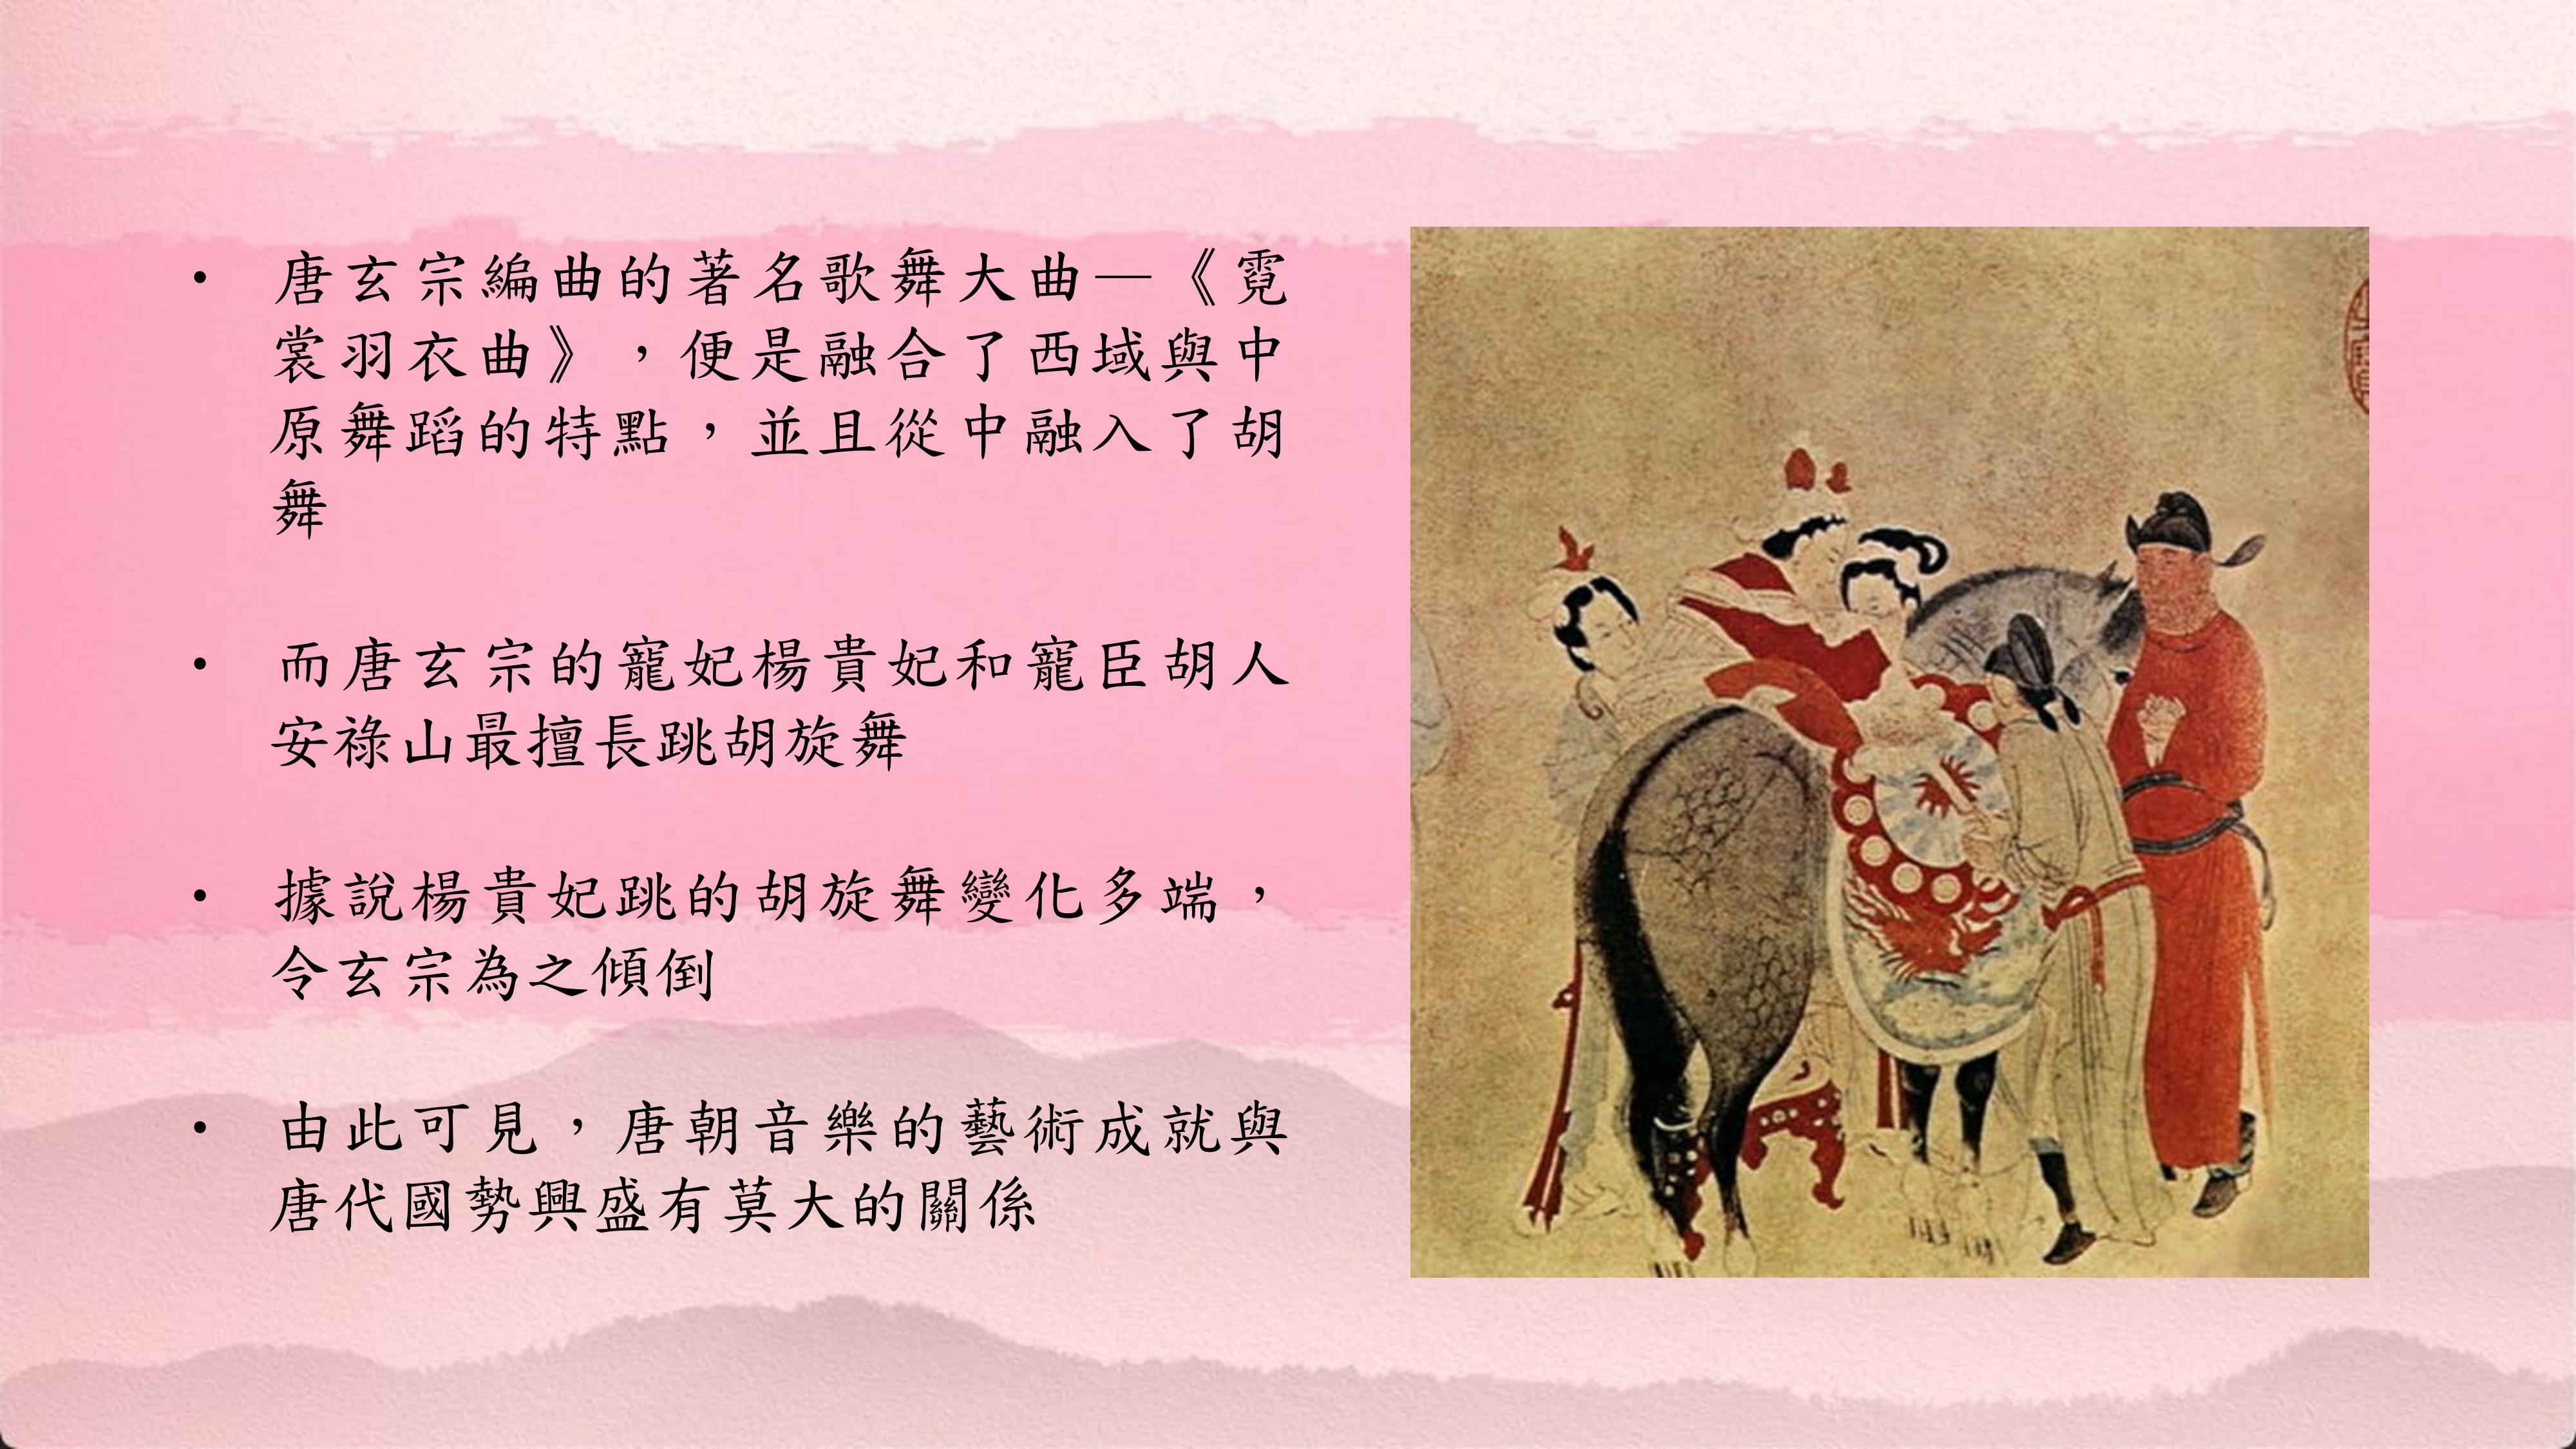 • 唐玄宗編曲的著名歌舞大曲—《霓
裳羽衣曲》，便是融合了西域與中
原舞蹈的特點，並且從中融入了胡
舞
• 而唐玄宗的寵妃楊貴妃和寵臣胡人
安祿山最擅長跳胡旋舞
• 據說楊貴妃跳的胡旋舞變化多端，
令玄宗為之傾倒
• 由此可見，唐朝音樂的藝術成就與
唐代國勢興盛有莫大的關係